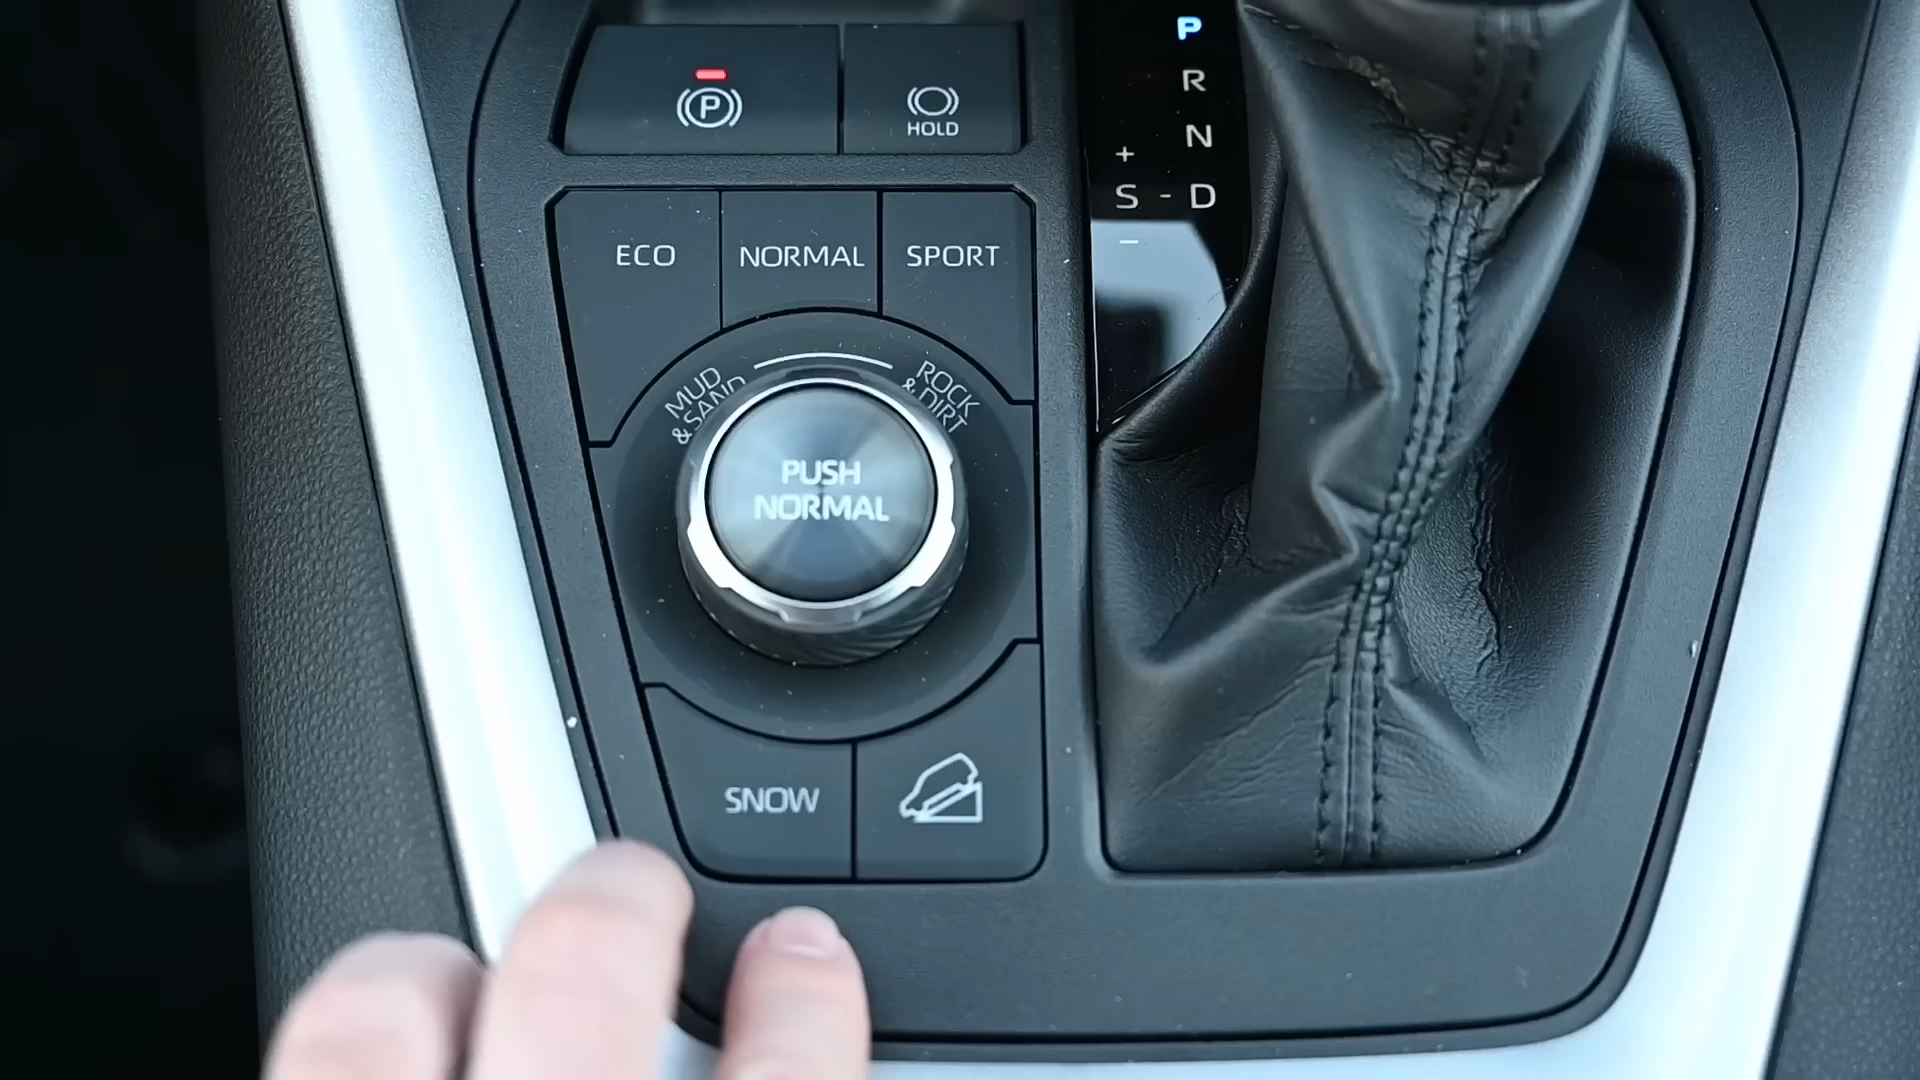 P
R
N
+
S - D
-
P
HOLD
ECO
NORMAL
SPORT
MUD
& SAND
ROCK
& DIRT
PUSH
NORMAL
SNOW